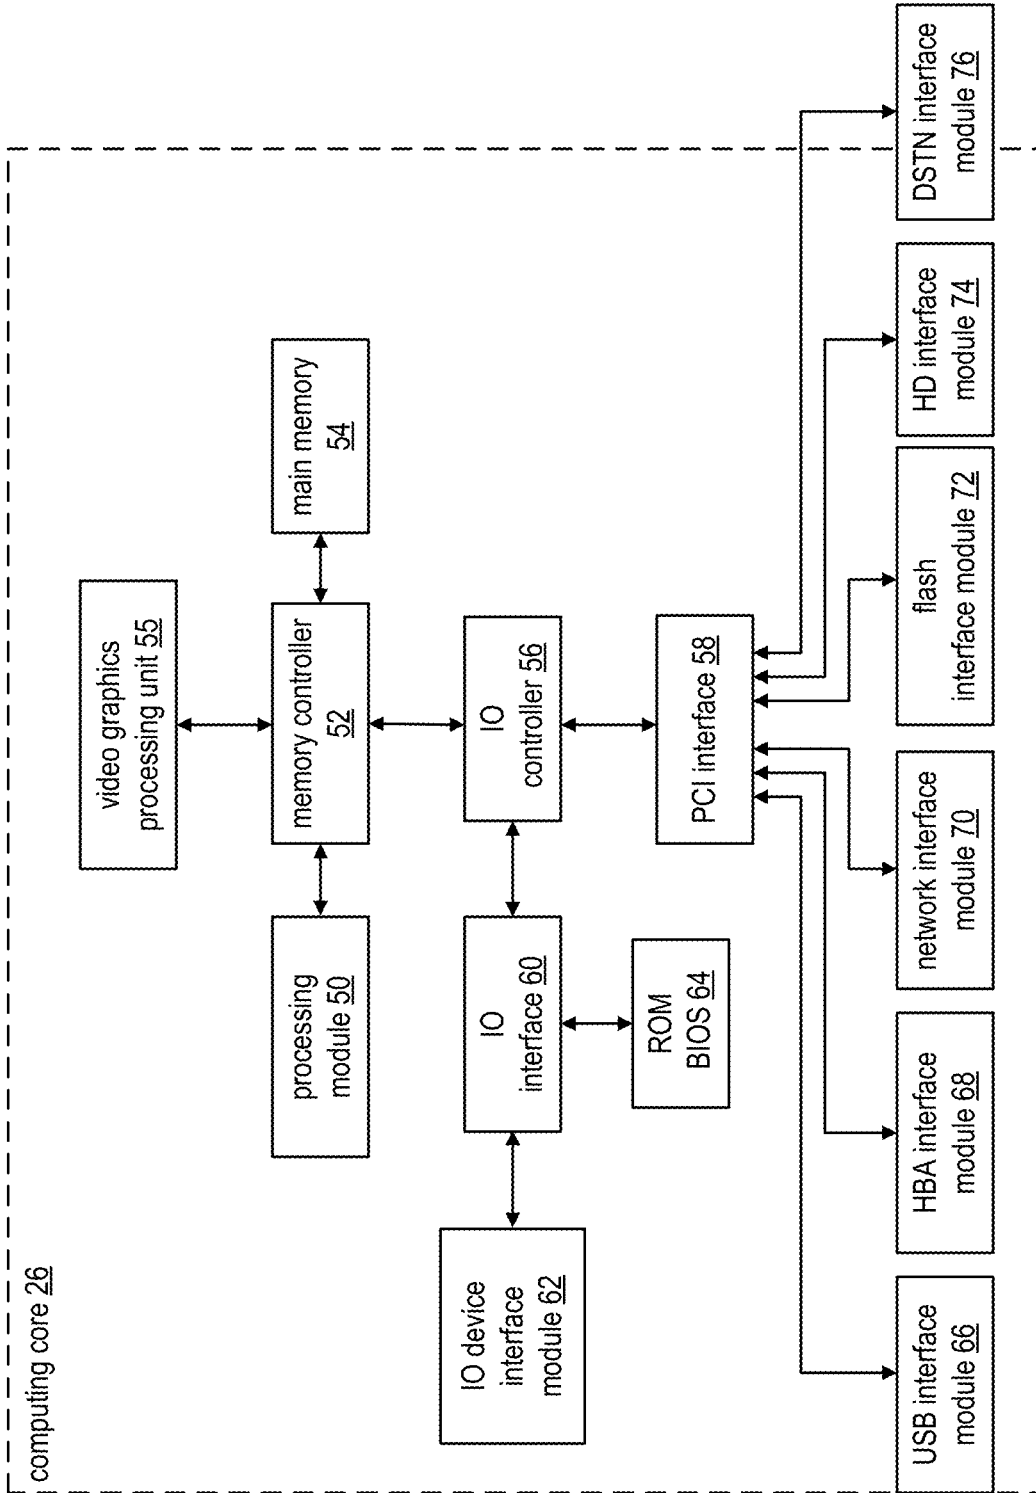 computing core 26
video graphics
processing unit 55
processing
module 50
memory controller
52
main memory
54
IO device
interface
module 62
IO
interface 60
IO
controller 56
ROM
BIOS 64
PCI interface 58
USB interface
module 66
HBA interface
module 68
network interface
module 70
flash
interface module 72
HD interface
module 74
DSTN interface
module 76